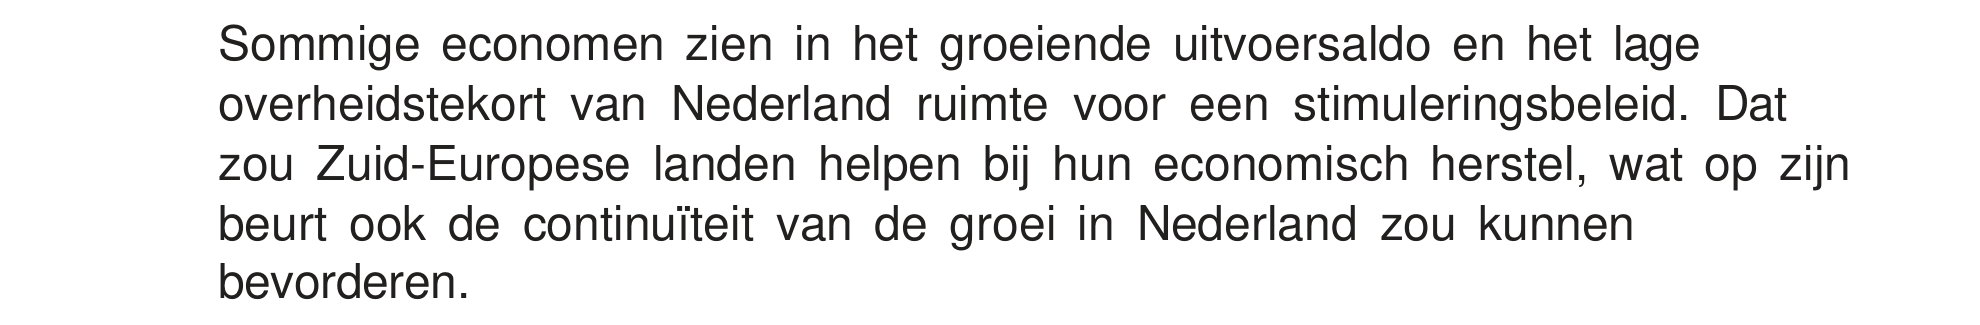 Sommige economen zien in het groeiende uitvoersaldo en het lage
overheidstekort van Nederland ruimte voor een stimuleringsbeleid. Dat
zou Zuid-Europese landen helpen bij hun economisch herstel, wat op zijn
beurt ook de continuïteit van de groei in Nederland zou kunnen
bevorderen.